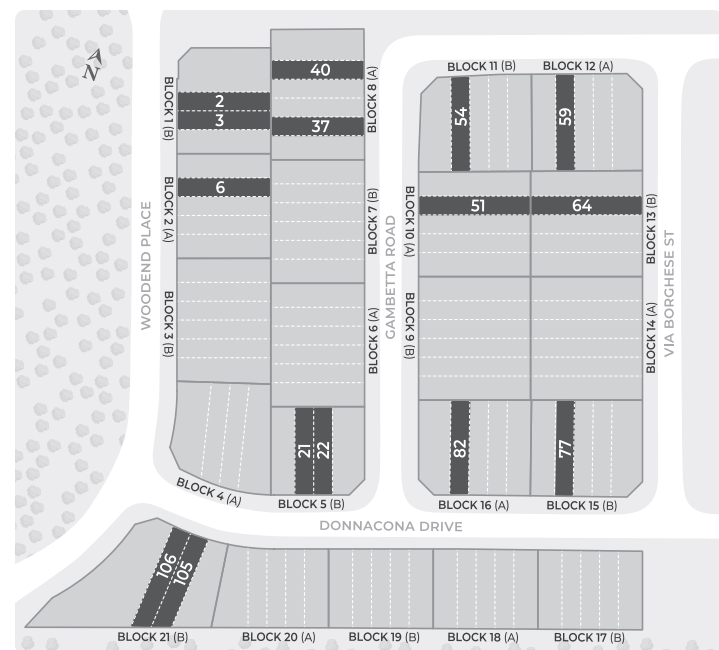 BLOCK 11 (B)
BLOCK 12 (A)
N
40
BLOCK 8 (A)
2
3
BLOCK 1 (B)
37
54
59
6
BLOCK 2 (A)
BLOCK 7 (B)
51
64
BLOCK 10 (A)
BLOCK 13 (B)
WOODEND PLACE
GAMBETTA ROAD
VIA BORGHESE ST
BLOCK 3 (B)
BLOCK 6 (A)
BLOCK 9 (B)
BLOCK 14 (A)
21
22
82
77
BLOCK 4 (A)
BLOCK 5 (B)
BLOCK 16 (A)
BLOCK 15 (B)
DONNACONA DRIVE
106
105
BLOCK 21 (B)
BLOCK 20 (A)
BLOCK 19 (B)
BLOCK 18 (A)
BLOCK 17 (B)